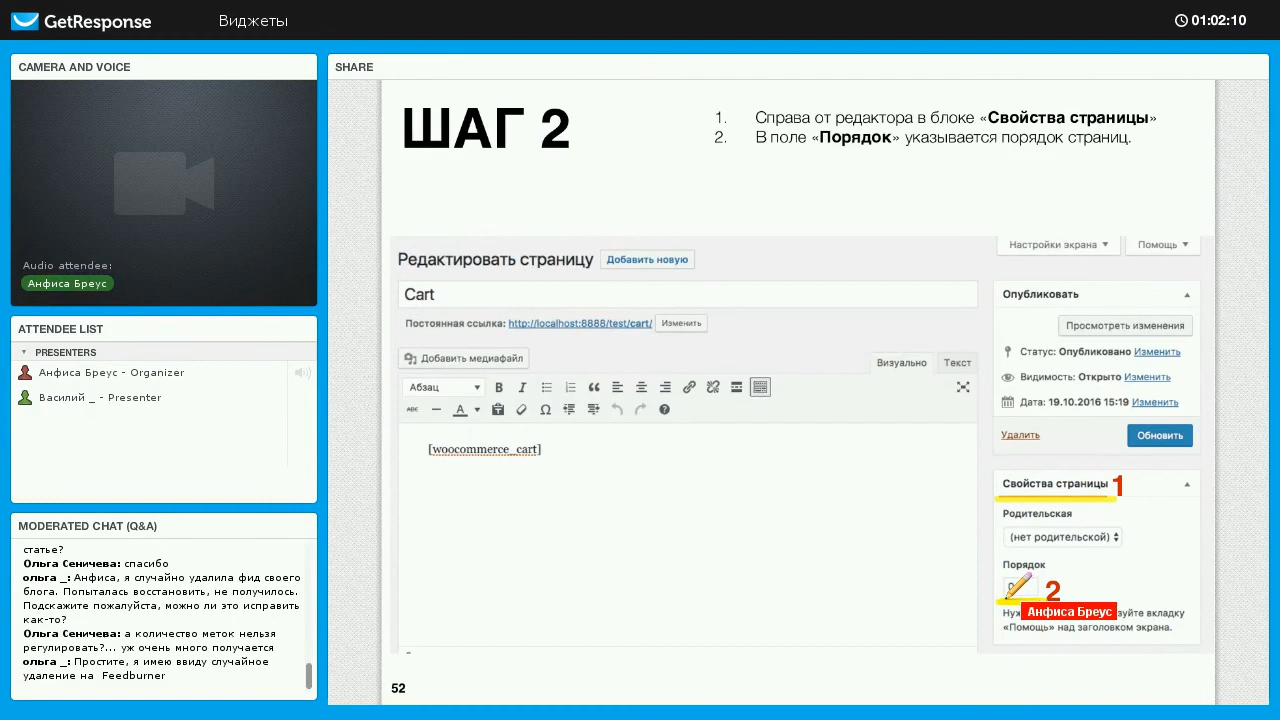 GetResponse
Виджеты
01:02:10
CAMERA AND VOICE
Audio attendee:
Анфиса Бреус
ATTENDEE LIST
PRESENTERS
Анфиса Бреус - Organizer
Василий _ - Presenter
MODERATED CHAT (Q&A)
статье?
Ольга Сеничева: спасибо
ольга _: Анфиса, я случайно удалила фид своего
блога. Попыталась восстановить, не получилось.
Подскажите пожалуйста, можно ли это исправить
как-то?
Ольга Сеничева: а количество меток нельзя
регулировать?... уж очень много получается
ольга _: Простите, я имею ввиду случайное
удаление на Feedburner
SHARE
ШАГ 2
1. Справа от редактора в блоке «Свойства страницы»
2. В поле «Порядок» указывается порядок страниц.
Настройки экрана
Помощь
Редактировать страницу
Добавить новую
Cart
Постоянная ссылка: http://localhost:8888/test/cart/
Изменить
Добавить медиафайл
Визуально
Текст
Абзац
B I
ABC
A
[woocommerce_cart]
Опубликовать
Просмотреть изменения
Статус: Опубликовано Изменить
Видимость: Открыто Изменить
Дата: 19.10.2016 15:19 Изменить
Удалить
Обновить
Свойства страницы
1
Родительская
(нет родительской)
Порядок
2
Анфиса Бреус
вкладку
«Помощь» над заголовком экрана.
52